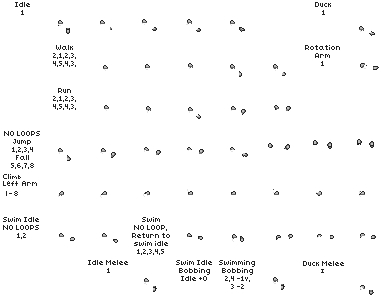 Idle
1
Duck
1
Walk
2,1,2,3,
4,5,4,3,
Rotation
Arm
1
Run
2,1,2,3,
4,5,4,3,
NO LOOPS
Jump
1,2,3,4
Fall
5,6,7,8
Climb
Left Arm
1-8
Swim Idle
NO LOOPS
1,2
Swim
NO LOOP,
Return to
swim idle
1,2,3,4,5
Idle Melee
1
Swim Idle
Bobbing
Idle +0
Swimming
Bobbing
2,4 -1v,
3 -2
Duck Melee
1